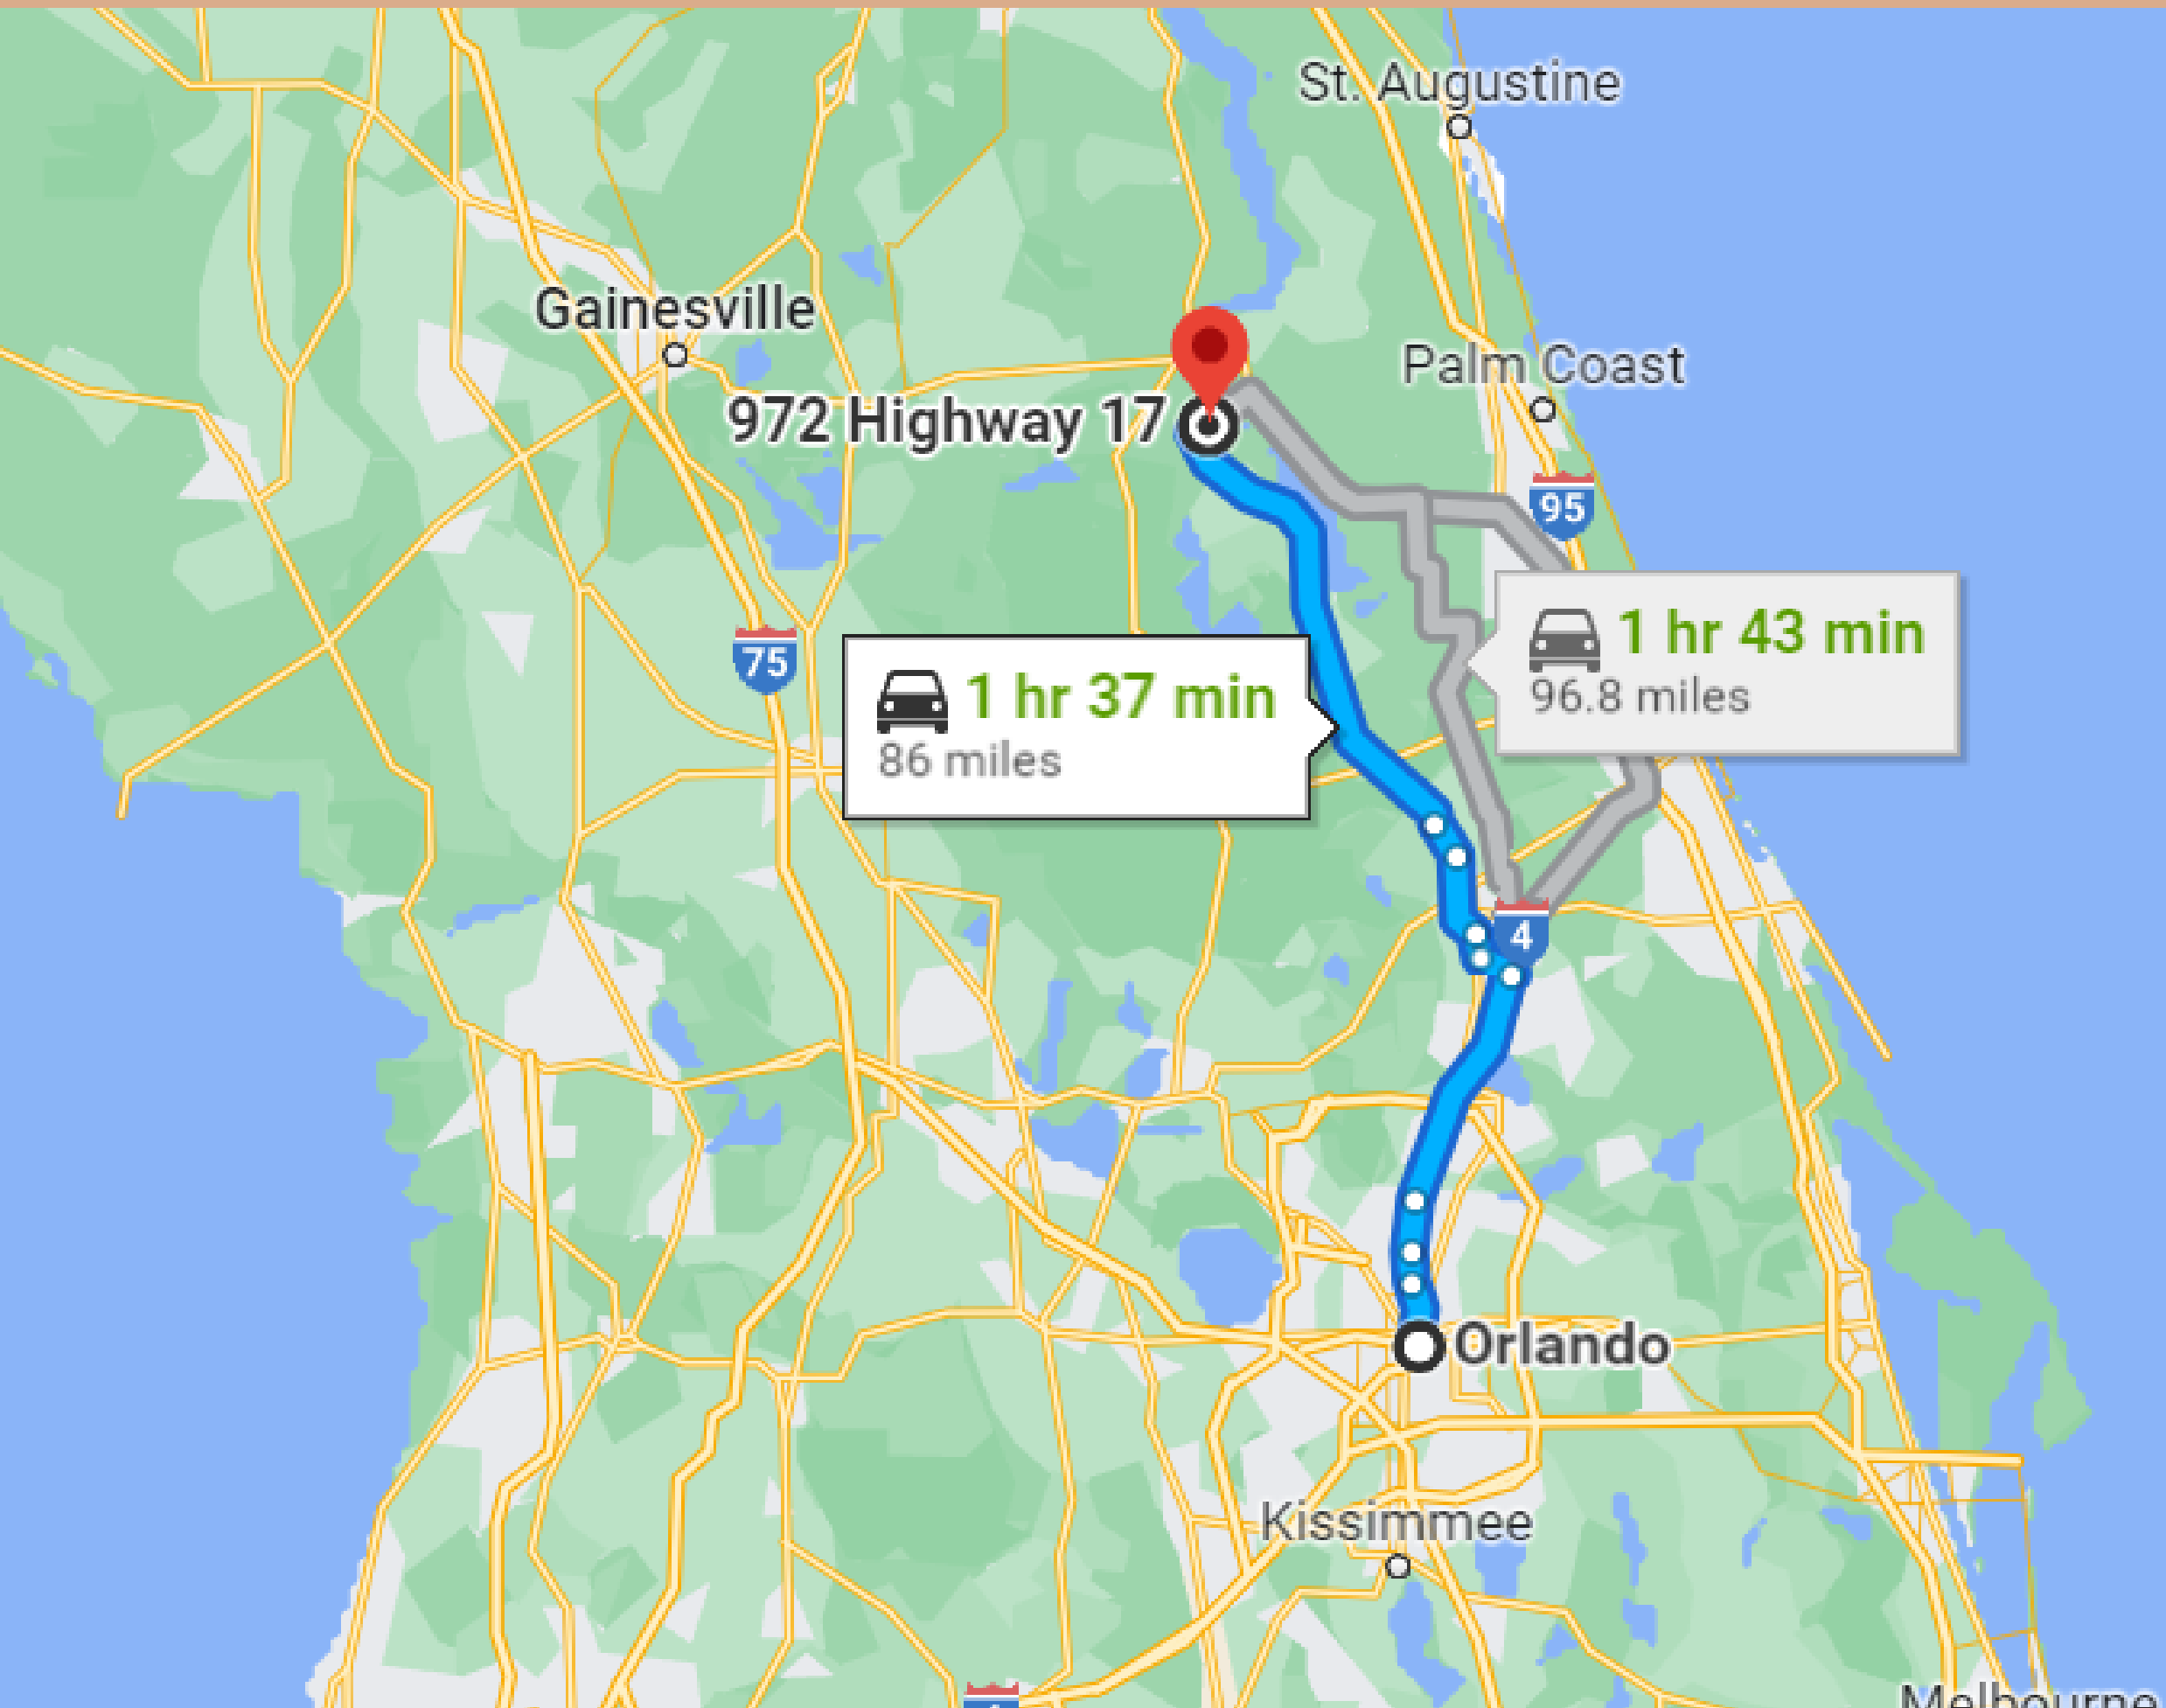 St. Augustine
Gainesville
Palm Coast
972 Highway 17
95
1 hr 43 min
96.8 miles
75
1 hr 37 min
86 miles
4
Orlando
Kissimmee
Melbourne